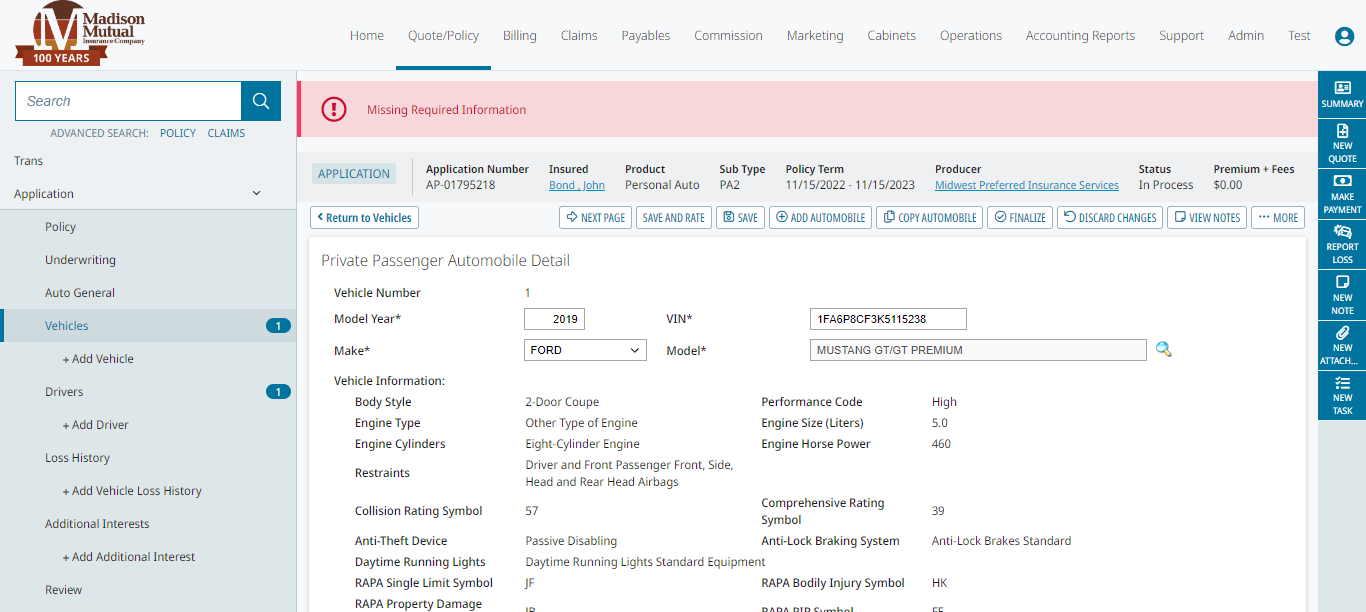 Madison
Mutual
Insurance Company
100 YEARS
Home Quote/Policy Billing Claims Payables Commission Marketing Cabinets Operations Accounting Reports Support Admin Test
Search
ADVANCED SEARCH: POLICY CLAIMS
Trans
Application
Policy
Underwriting
Auto General
Vehicles 1
+ Add Vehicle
Drivers 1
+ Add Driver
Loss History
+ Add Vehicle Loss History
Additional Interests
+ Add Additional Interest
Review
Missing Required Information
APPLICATION
Application Number Insured Product Sub Type Policy Term Producer Status Premium + Fees
AP-01795218 Bond , John Personal Auto PA2 11/15/2022 - 11/15/2023 Midwest Preferred Insurance Services In Process $0.00
Return to Vehicles NEXT PAGE SAVE AND RATE SAVE ADD AUTOMOBILE COPY AUTOMOBILE FINALIZE DISCARD CHANGES VIEW NOTES MORE
Private Passenger Automobile Detail
Vehicle Number 1
Model Year* 2019 VIN* 1FA6P8CF3K5115238
Make* FORD Model* MUSTANG GT/GT PREMIUM
Vehicle Information:
Body Style 2-Door Coupe Performance Code High
Engine Type Other Type of Engine Engine Size (Liters) 5.0
Engine Cylinders Eight-Cylinder Engine Engine Horse Power 460
Restraints Driver and Front Passenger Front, Side,
Head and Rear Head Airbags
Collision Rating Symbol 57 Comprehensive Rating
Symbol 39
Anti-Theft Device Passive Disabling Anti-Lock Braking System Anti-Lock Brakes Standard
Daytime Running Lights Daytime Running Lights Standard Equipment
RAPA Single Limit Symbol JF RAPA Bodily Injury Symbol HK
RAPA Property Damage
RAPA PIP Symbol
SUMMARY
NEW
QUOTE
MAKE
PAYMENT
REPORT
LOSS
NEW
NOTE
NEW
ATTACH...
NEW
TASK